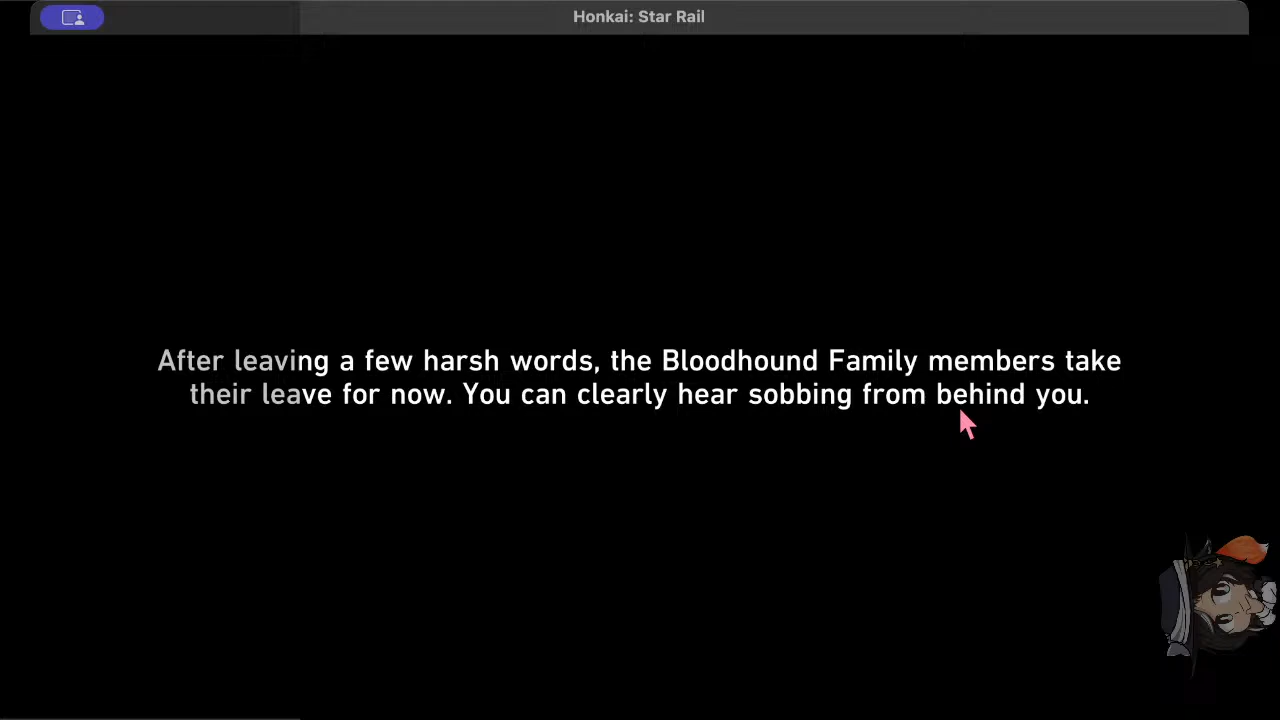 Honkai: Star Rail
After leaving a few harsh words, the Bloodhound Family members take
their leave for now. You can clearly hear sobbing from behind you.